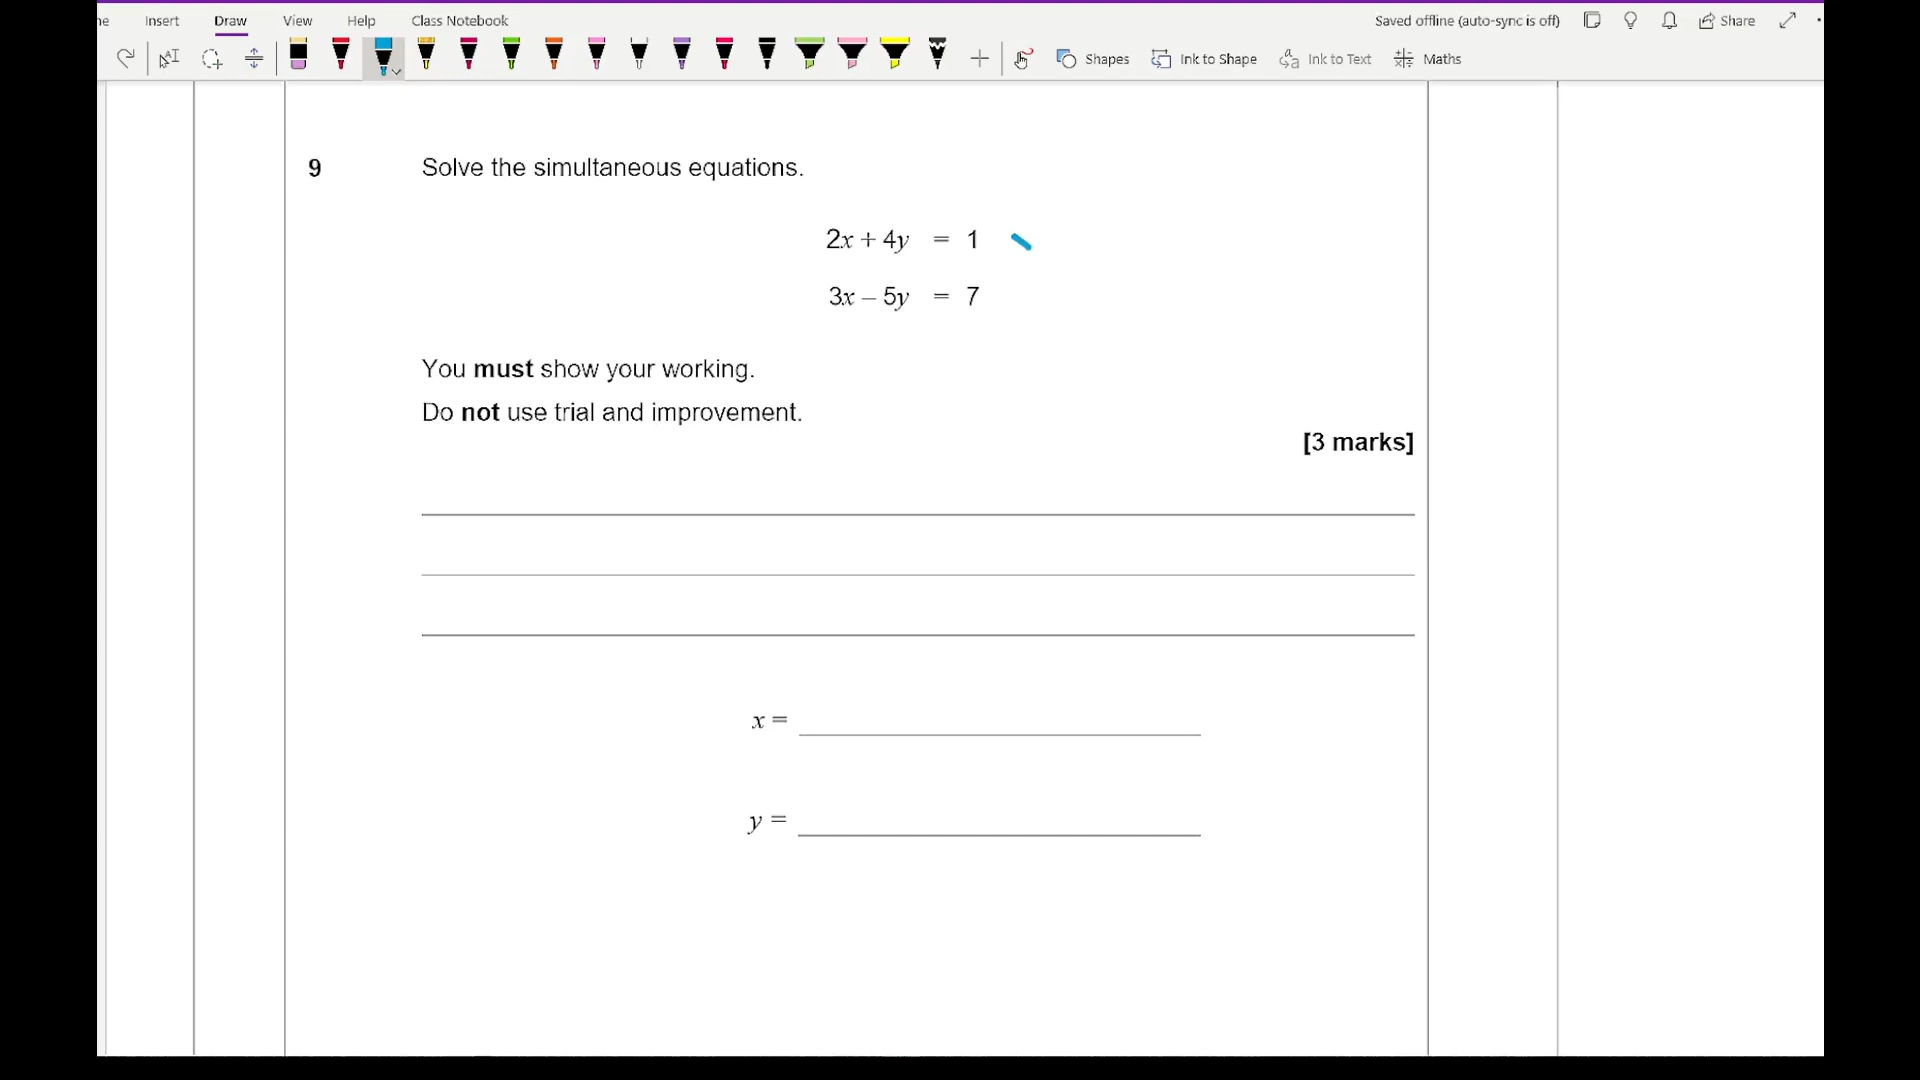 Insert Draw View Help Class Notebook Saved offline (auto-sync is off) Share
Shapes Ink to Shape Ink to Text Maths
9 Solve the simultaneous equations.
2x + 4y = 1
3x – 5y = 7
You must show your working.
Do not use trial and improvement.
[3 marks]
x =
y =